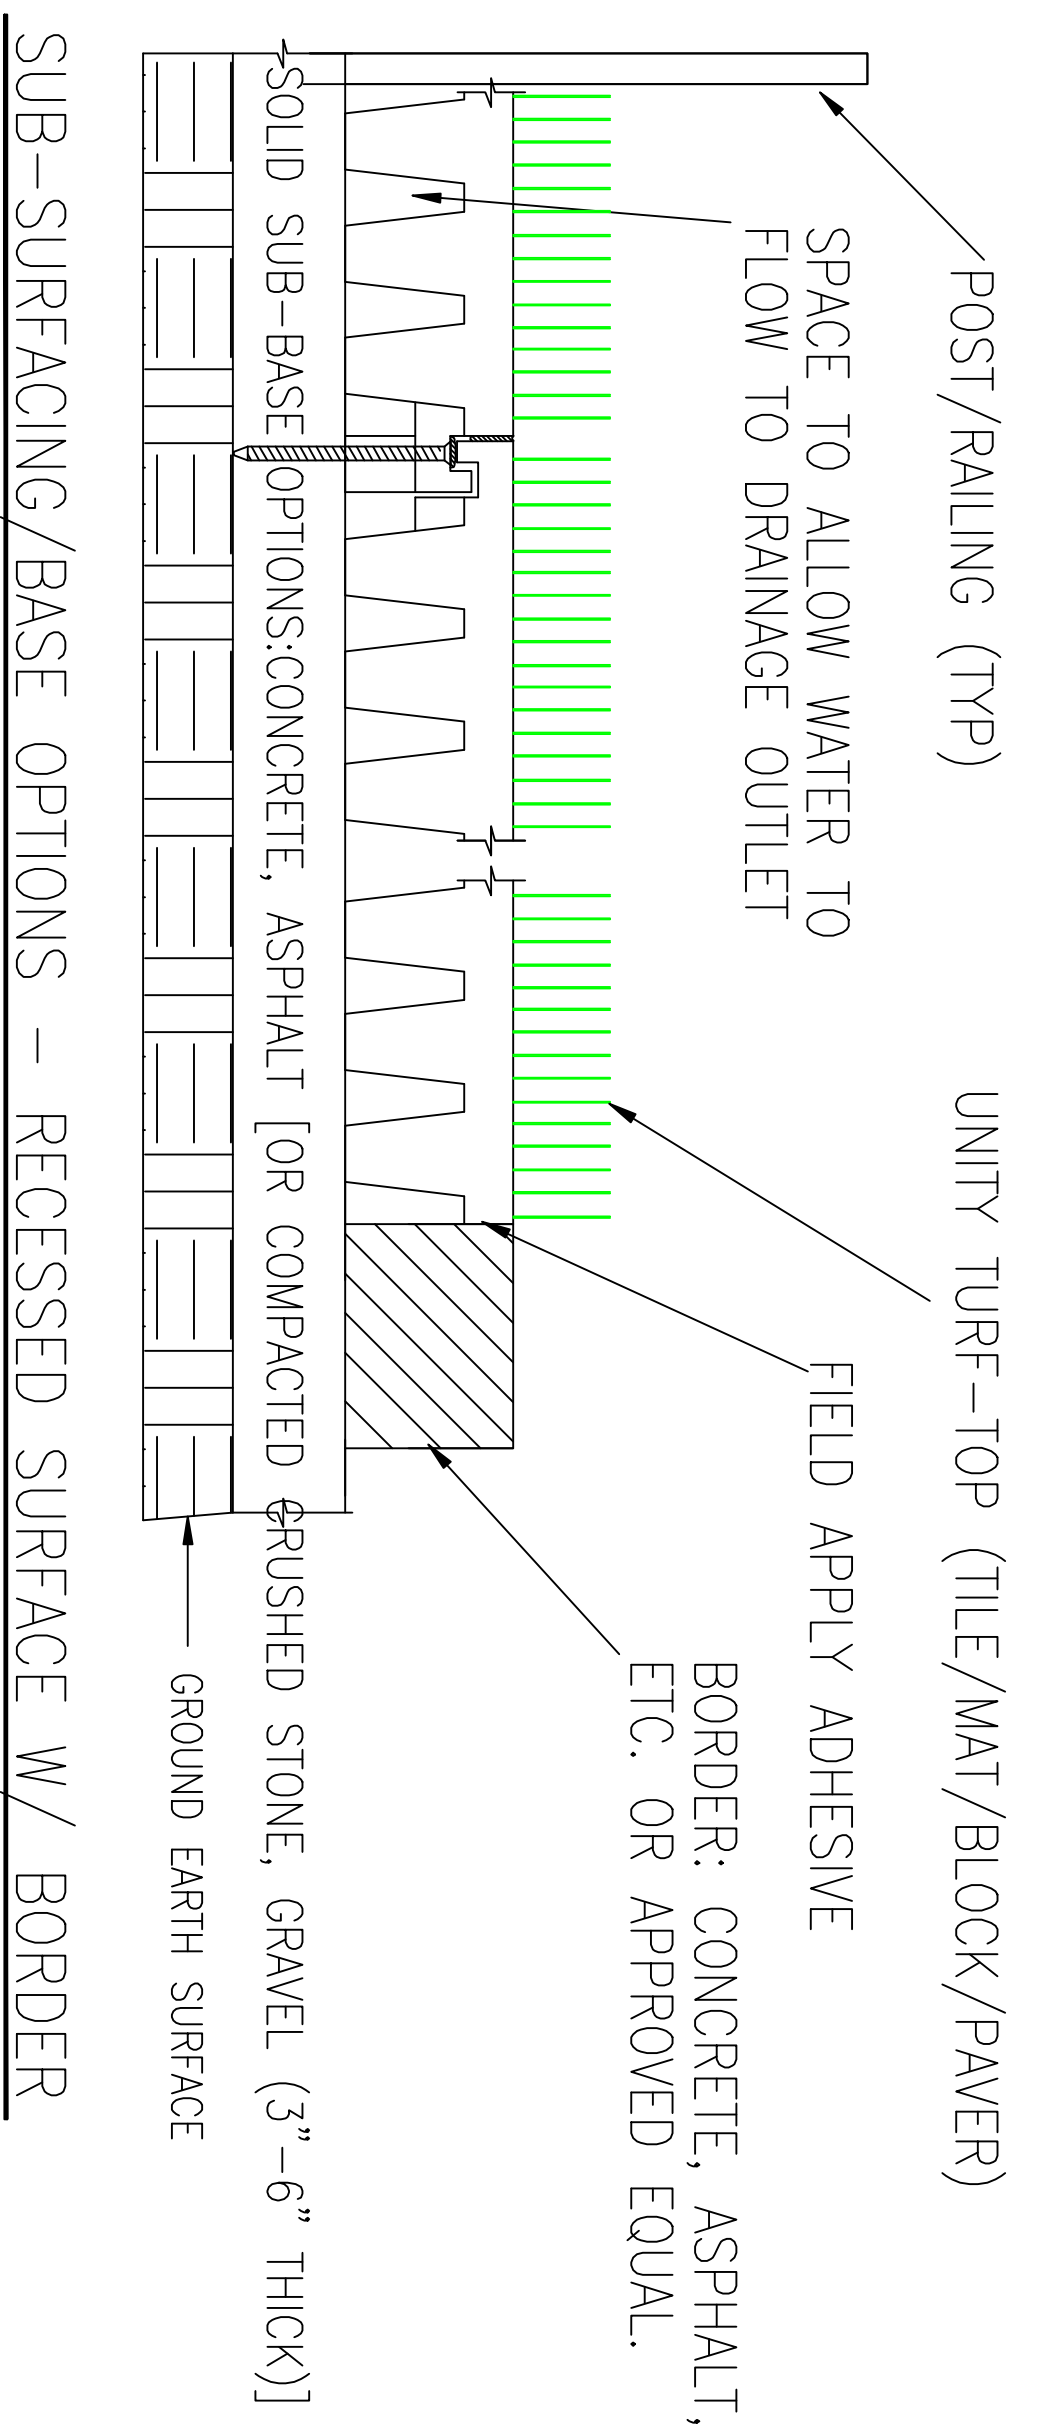 POST/RAILING (TYP)
UNITY TURF-TOP (TILE/MAT/BLOCK/PAVER)
SPACE TO ALLOW WATER TO
FLOW TO DRAINAGE OUTLET
FIELD APPLY ADHESIVE
BORDER: CONCRETE, ASPHALT,
ETC. OR APPROVED EQUAL.
SOLID SUB-BASE OPTIONS:CONCRETE, ASPHALT [OR COMPACTED CRUSHED STONE, GRAVEL (3"-6" THICK)]
GROUND EARTH SURFACE
SUB-SURFACING/BASE OPTIONS - RECESSED SURFACE W/ BORDER